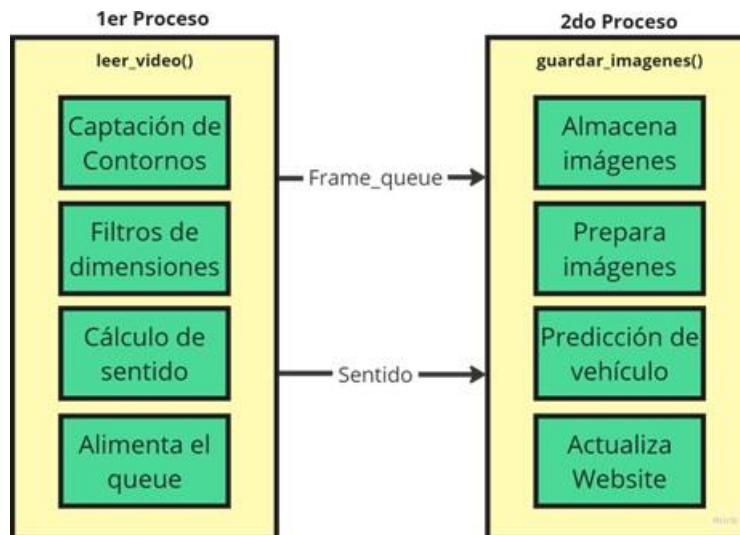 1er Proceso
leer_video()
Captación de
Contornos
Filtros de
dimensiones
Cálculo de
sentido
Alimenta el
queue
Frame_queue
Sentido
2do Proceso
guardar_imagenes()
Almacena
imágenes
Prepara
imágenes
Predicción de
vehículo
Actualiza
Website
miro